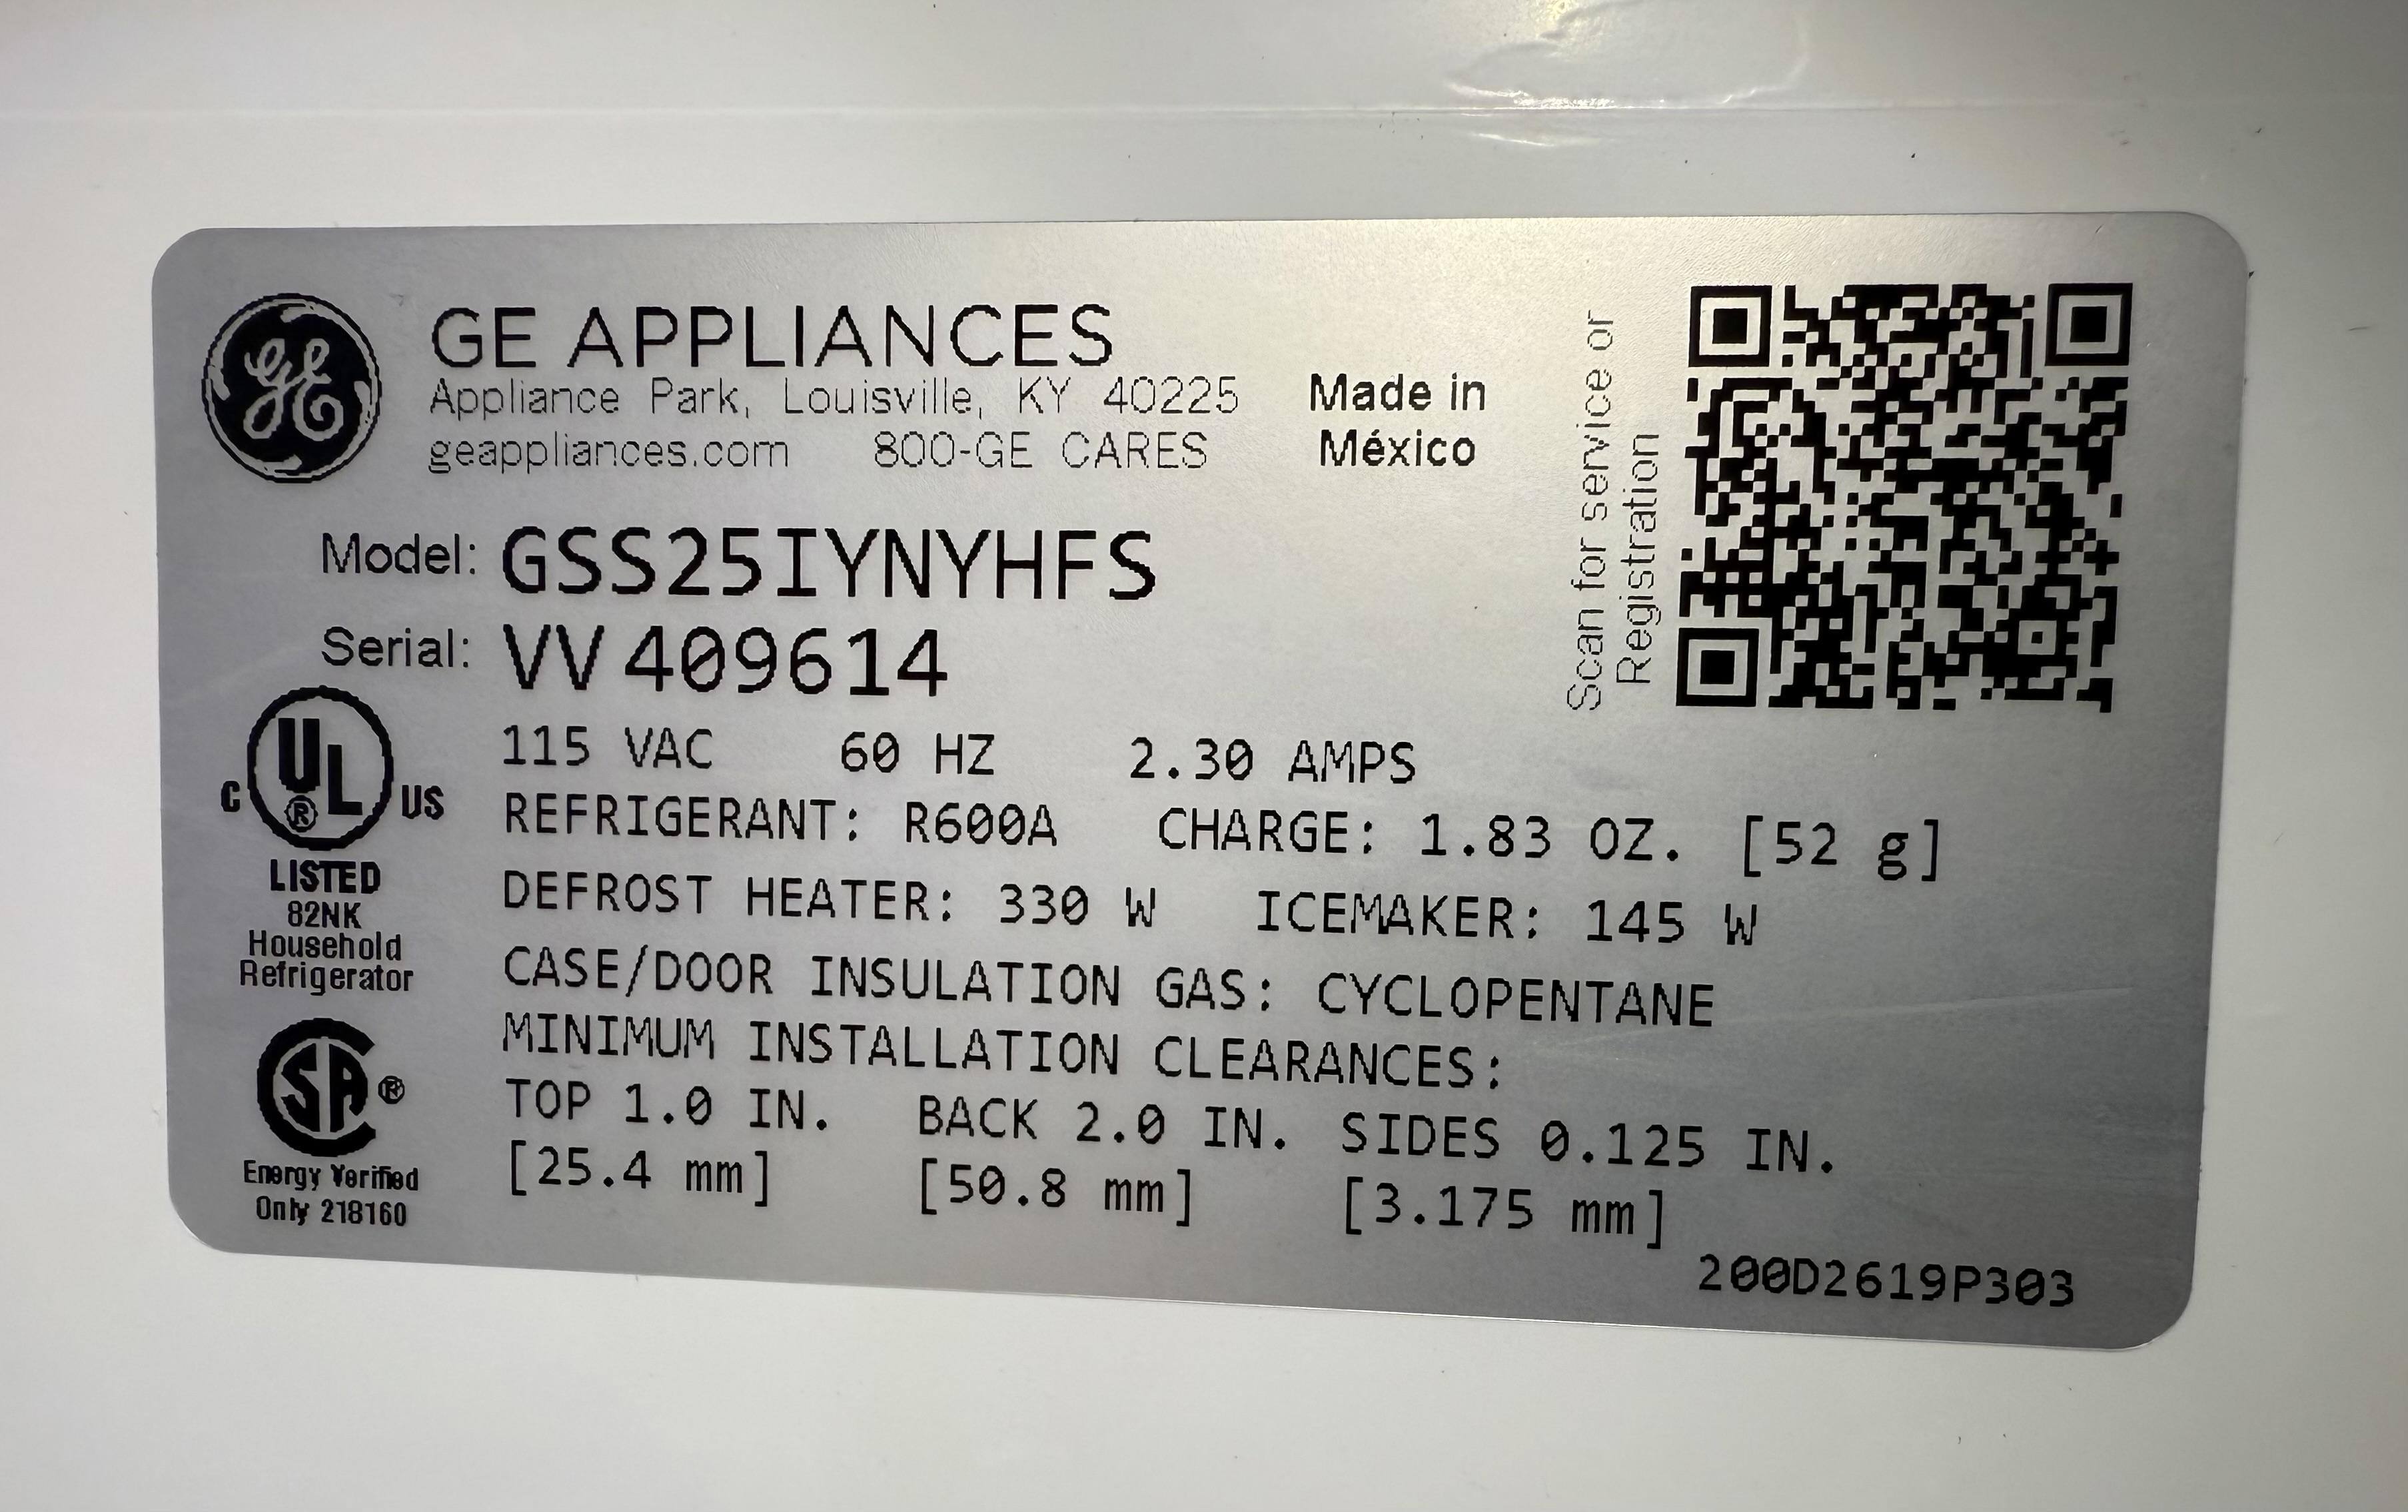 GE
GE APPLIANCES
Appliance Park, Louisville, KY 40225
geappliances.com 800-GE CARES
Made in
México
Scan for service or
Registration
Model: GSS25IYNYHFS
Serial: VV409614
115 VAC 60 HZ 2.30 AMPS
REFRIGERANT: R600A CHARGE: 1.83 OZ. [52 g]
DEFROST HEATER: 330 W ICEMAKER: 145 W
CASE/DOOR INSULATION GAS: CYCLOPENTANE
MINIMUM INSTALLATION CLEARANCES:
TOP 1.0 IN. BACK 2.0 IN. SIDES 0.125 IN.
[25.4 mm] [50.8 mm] [3.175 mm]
200D2619P303
C UL® US
LISTED
82NK
Household
Refrigerator
CSA®
Energy Verified
Only 218160